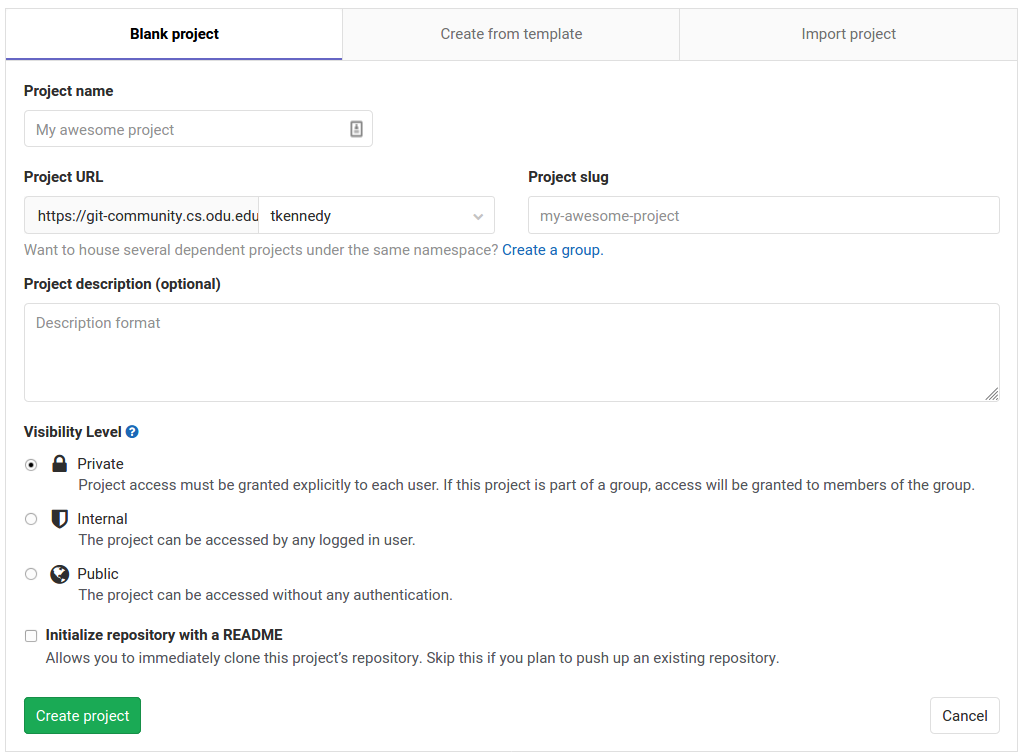 Blank project
Create from template
Import project
Project name
My awesome project
Project URL
Project slug
https://git-community.cs.odu.edu
tkennedy
my-awesome-project
Want to house several dependent projects under the same namespace? Create a group.
Project description (optional)
Description format
Visibility Level ?
Private
Project access must be granted explicitly to each user. If this project is part of a group, access will be granted to members of the group.
Internal
The project can be accessed by any logged in user.
Public
The project can be accessed without any authentication.
Initialize repository with a README
Allows you to immediately clone this project’s repository. Skip this if you plan to push up an existing repository.
Create project
Cancel